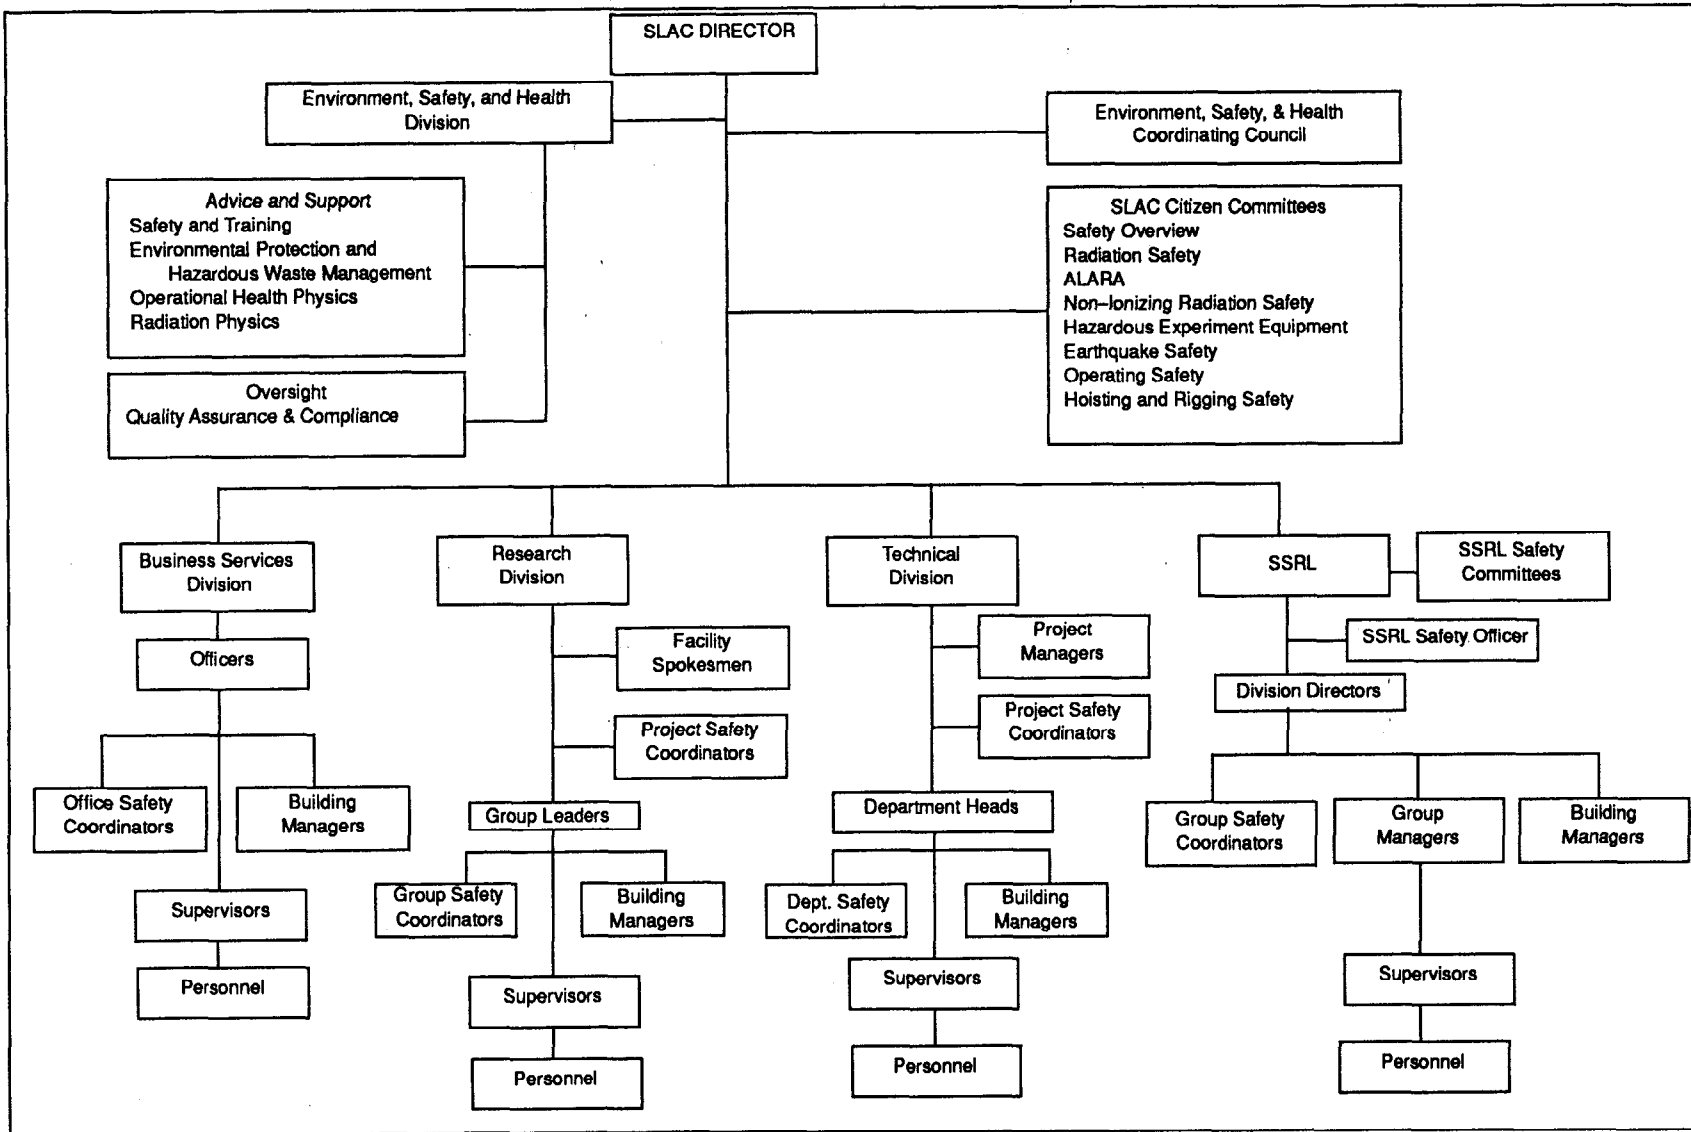 SLAC DIRECTOR
Environment, Safety, and Health
Division
Environment, Safety, & Health
Coordinating Council
Advice and Support
Safety and Training
Environmental Protection and
Hazardous Waste Management
Operational Health Physics
Radiation Physics
Oversight
Quality Assurance & Compliance
SLAC Citizen Committees
Safety Overview
Radiation Safety
ALARA
Non–Ionizing Radiation Safety
Hazardous Experiment Equipment
Earthquake Safety
Operating Safety
Hoisting and Rigging Safety
Business Services
Division
Officers
Office Safety
Coordinators
Building
Managers
Supervisors
Personnel
Research
Division
Facility
Spokesmen
Project Safety
Coordinators
Group Leaders
Group Safety
Coordinators
Building
Managers
Supervisors
Personnel
Technical
Division
Project
Managers
Project Safety
Coordinators
Department Heads
Dept. Safety
Coordinators
Building
Managers
Supervisors
Personnel
SSRL
SSRL Safety
Committees
SSRL Safety Officer
Division Directors
Group Safety
Coordinators
Group
Managers
Building
Managers
Supervisors
Personnel